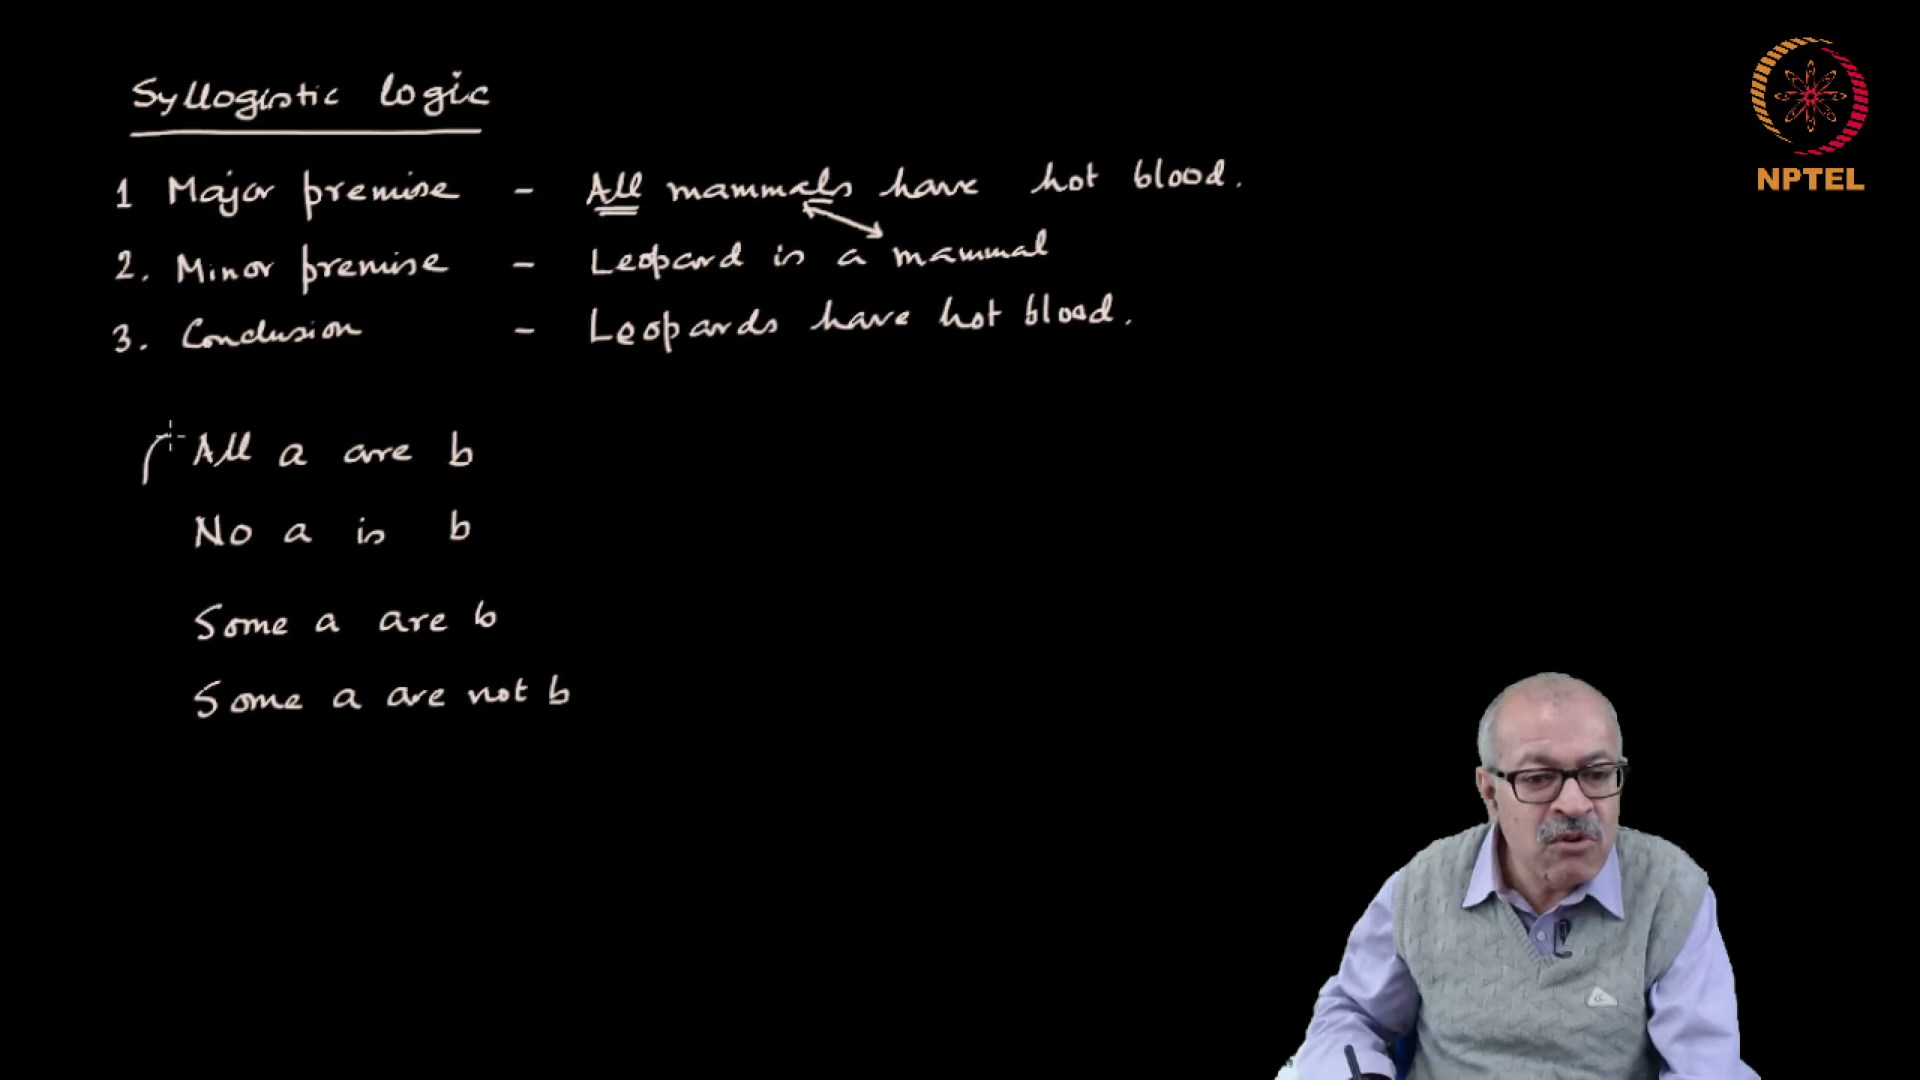 Syllogistic logic
1 Major premise - All mammals have hot blood.
2. Minor premise - Leopard is a mammal
3. Conclusion - Leopards have hot blood.
All a are b
No a is b
Some a are b
Some a are not b
NPTEL